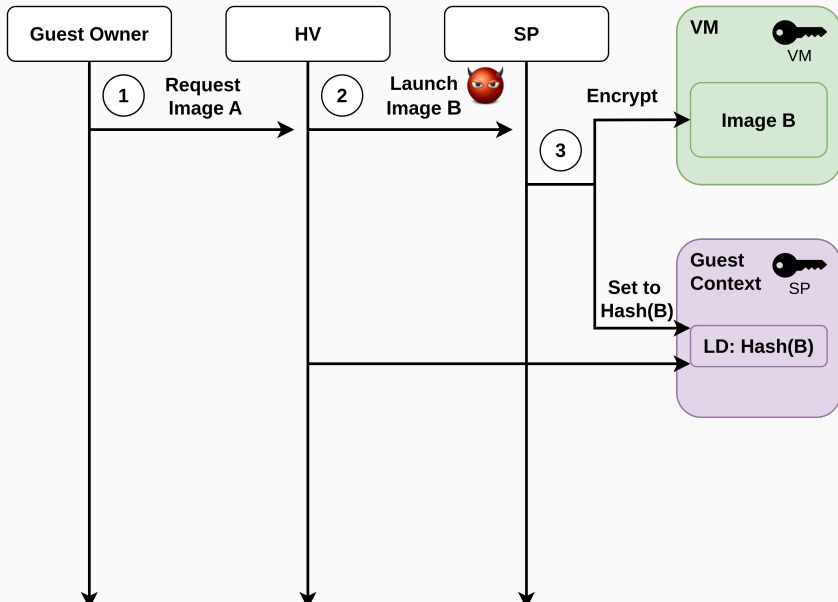 Guest Owner
HV
SP
VM
VM
1
Request
Image A
2
Launch
Image B
3
Encrypt
Image B
Guest
Context
SP
Set to
Hash(B)
LD: Hash(B)